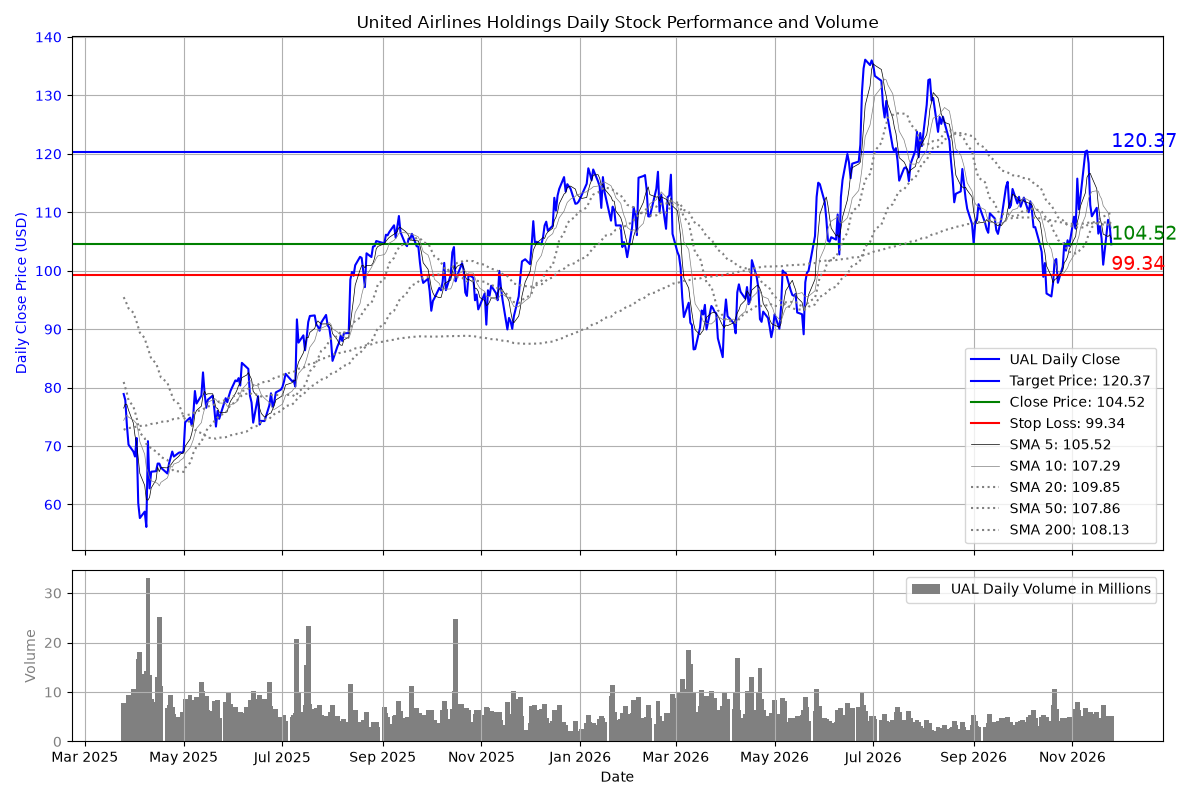 United Airlines Holdings Daily Stock Performance and Volume
Daily Close Price (USD)
140
130
120
110
100
90
80
70
60
120.37
104.52
99.34
UAL Daily Close
Target Price: 120.37
Close Price: 104.52
Stop Loss: 99.34
SMA 5: 105.52
SMA 10: 107.29
SMA 20: 109.85
SMA 50: 107.86
SMA 200: 108.13
Volume
30
20
10
0
UAL Daily Volume in Millions
Mar 2025 May 2025 Jul 2025 Sep 2025 Nov 2025 Jan 2026 Mar 2026 May 2026 Jul 2026 Sep 2026 Nov 2026
Date